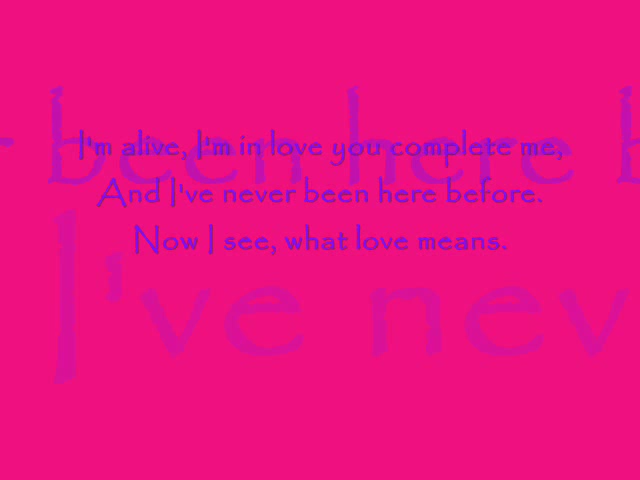 been here b
I'm alive, I'm in love you complete me,
And I've never been here before.
Now I see, what love means.
I've nev